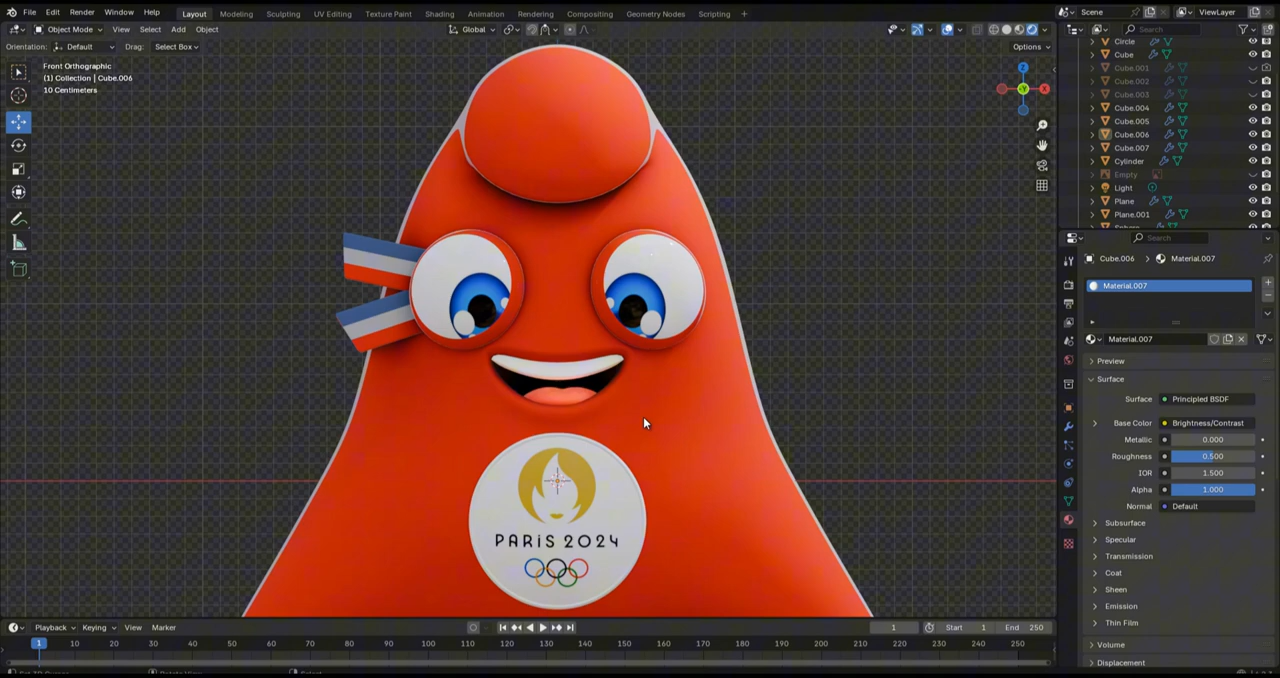 File Edit Render Window Help Layout Modeling Sculpting UV Editing Texture Paint Shading Animation Rendering Compositing Geometry Nodes Scripting + Scene ViewLayer
Object Mode View Select Add Object Global Search
Orientation: Default Drag: Select Box Options
Front Orthographic
(1) Collection | Cube.006
10 Centimeters
Z
-Y
X
PARiS 2024
Circle
Cube
Cube.001
Cube.002
Cube.003
Cube.004
Cube.005
Cube.006
Cube.007
Cylinder
Empty
Light
Plane
Plane.001
Search
Cube.006 > Material.007
Material.007
Material.007
Preview
Surface
Surface Principled BSDF
Base Color Brightness/Contrast
Metallic 0.000
Roughness 0.500
IOR 1.500
Alpha 1.000
Normal Default
Subsurface
Specular
Transmission
Coat
Sheen
Emission
Thin Film
Volume
Displacement
Playback Keying View Marker 1 Start 1 End 250
1 10 20 30 40 50 60 70 80 90 100 110 120 130 140 150 160 170 180 190 200 210 220 230 240 250